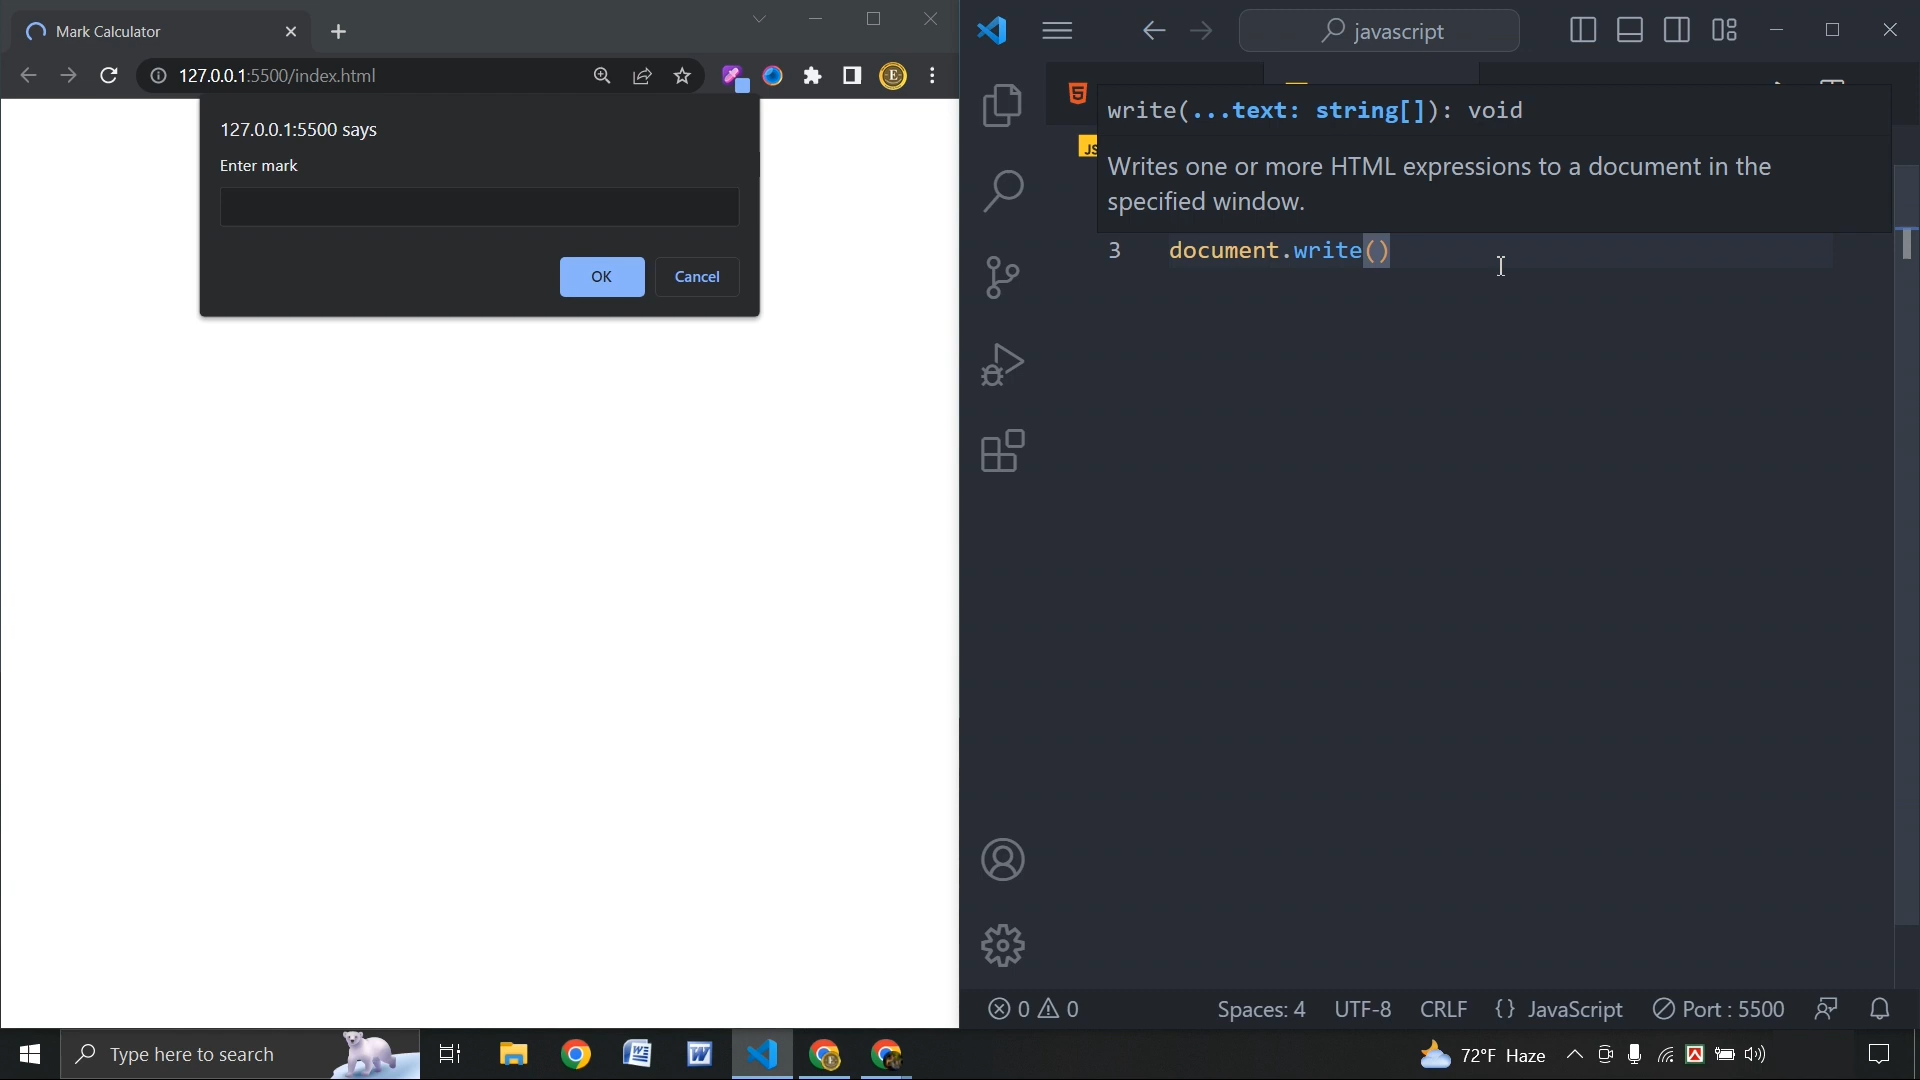 Mark Calculator
127.0.0.1:5500/index.html
127.0.0.1:5500 says
Enter mark
OK
Cancel
javascript
write(...text: string[]): void
Writes one or more HTML expressions to a document in the
specified window.
JS
3 document.write()
0 0
Spaces: 4
UTF-8
CRLF
{} JavaScript
Port : 5500
Type here to search
72°F Haze